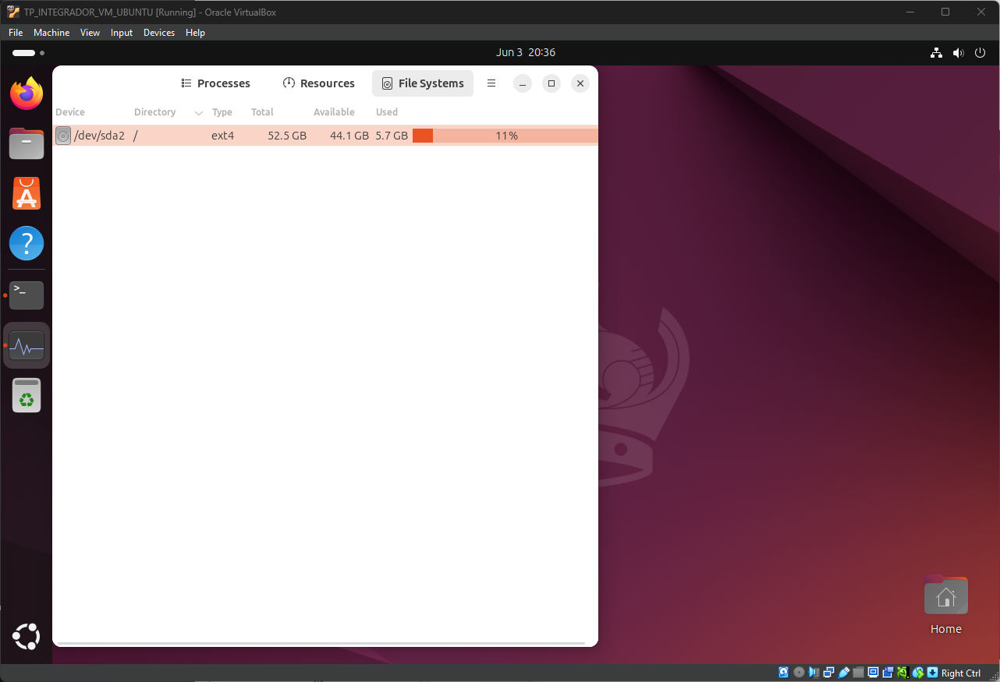 TP_INTEGRADOR_VM_UBUNTU [Running] - Oracle VirtualBox
File Machine View Input Devices Help
Jun 3 20:36
Processes Resources File Systems
Device Directory Type Total Available Used
/dev/sda2 / ext4 52.5 GB 44.1 GB 5.7 GB 11%
Home
Right Ctrl